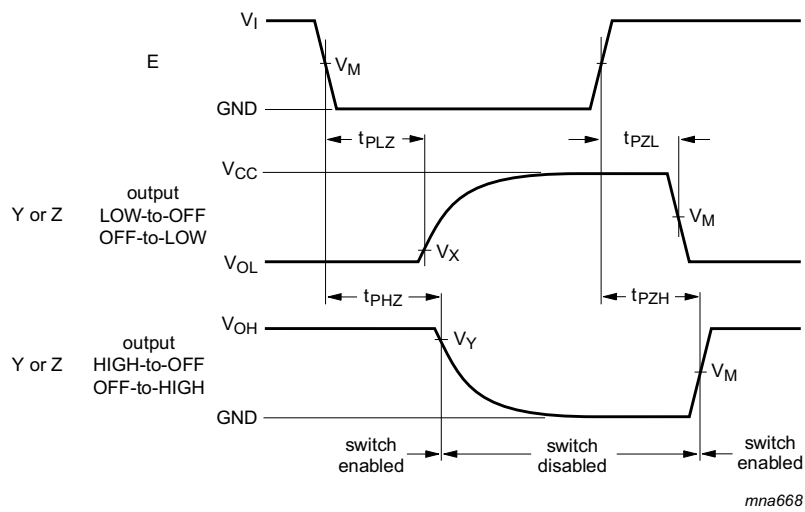 V_I
E
V_M
GND
t_PLZ
t_PZL
V_CC
output
LOW-to-OFF
OFF-to-LOW
Y or Z
V_M
V_X
V_OL
t_PHZ
t_PZH
V_OH
output
HIGH-to-OFF
OFF-to-HIGH
Y or Z
V_Y
V_M
GND
switch
enabled
switch
disabled
switch
enabled
mna668